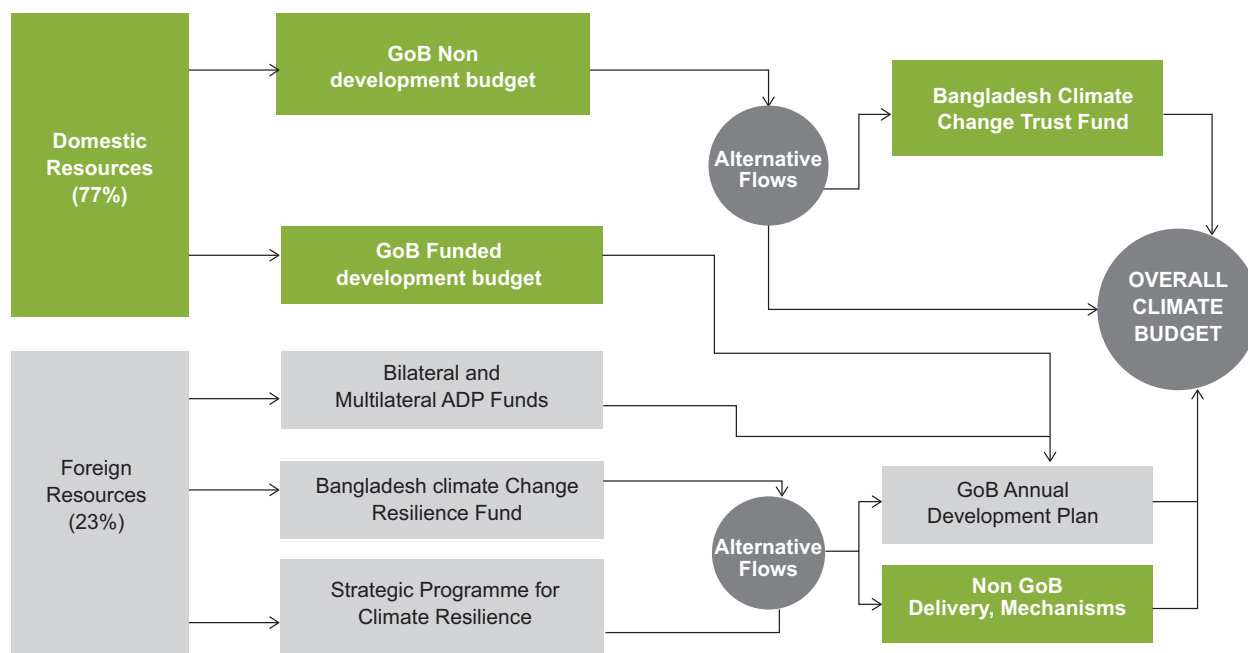 Domestic
Resources
(77%)
GoB Non
development budget
GoB Funded
development budget
Alternative
Flows
Bangladesh Climate
Change Trust Fund
OVERALL
CLIMATE
BUDGET
Foreign
Resources
(23%)
Bilateral and
Multilateral ADP Funds
Bangladesh climate Change
Resilience Fund
Strategic Programme for
Climate Resilience
Alternative
Flows
GoB Annual
Development Plan
Non GoB
Delivery, Mechanisms